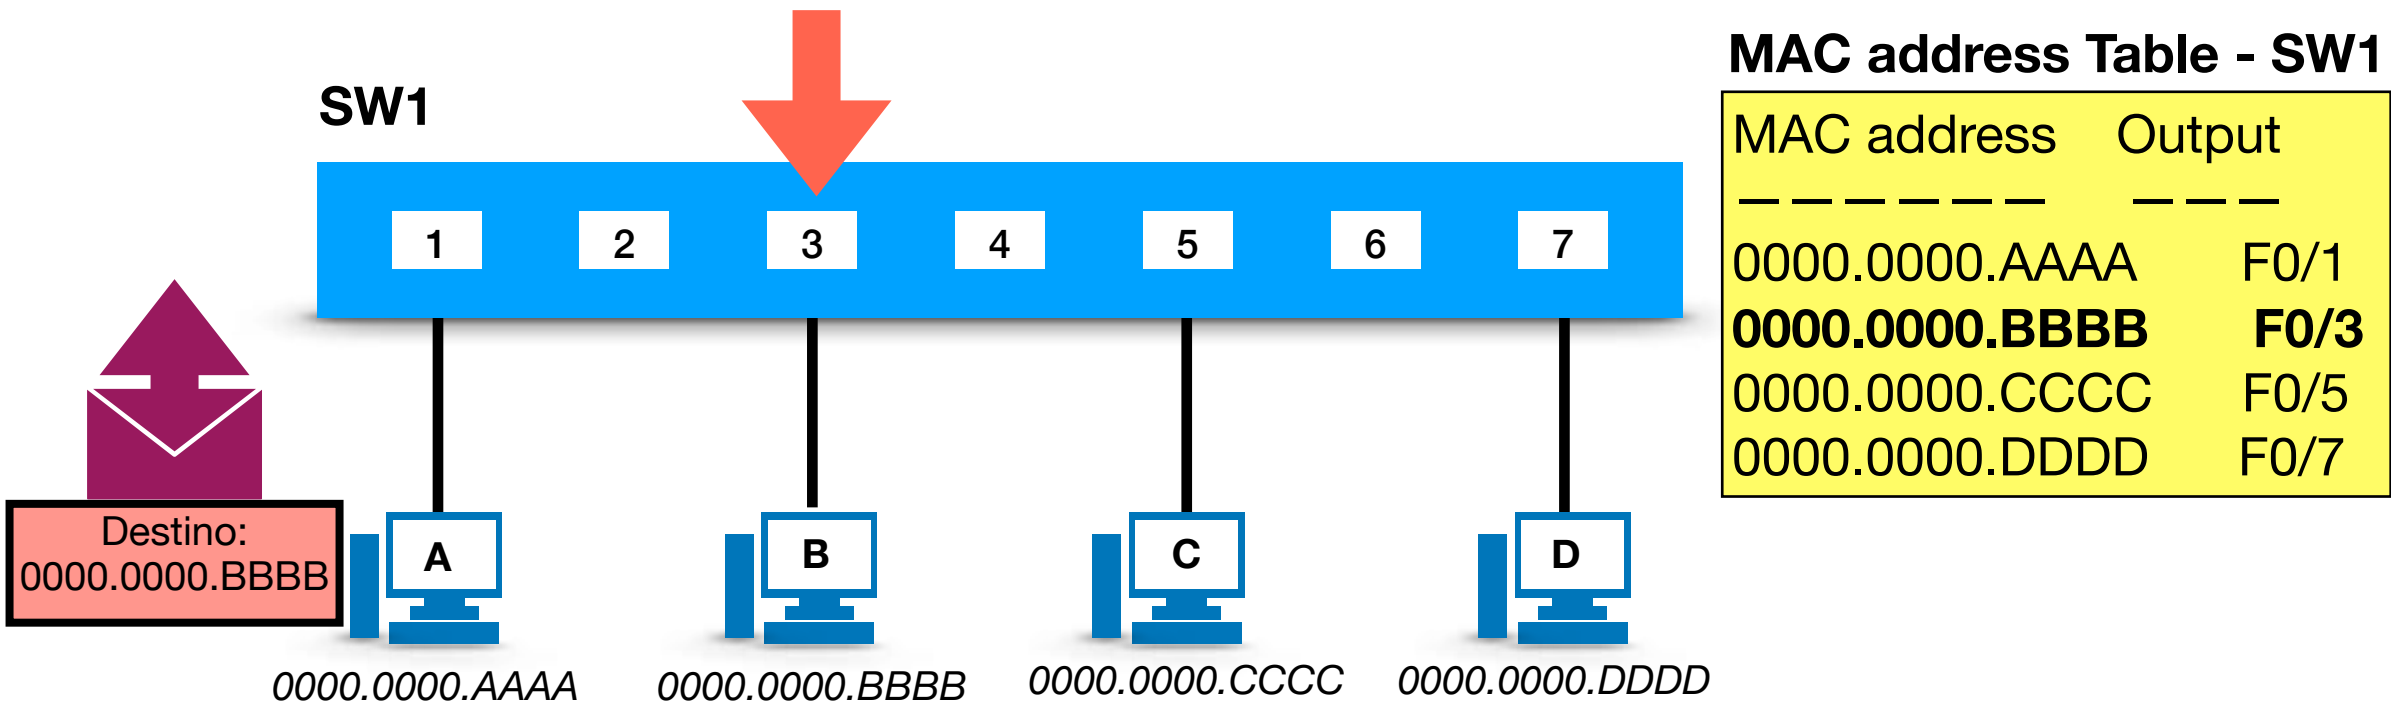 MAC address Table - SW1
SW1
MAC address Output
0000.0000.AAAA F0/1
0000.0000.BBBB F0/3
0000.0000.CCCC F0/5
0000.0000.DDDD F0/7
1 2 3 4 5 6 7
Destino:
0000.0000.BBBB
A B C D
0000.0000.AAAA 0000.0000.BBBB 0000.0000.CCCC 0000.0000.DDDD